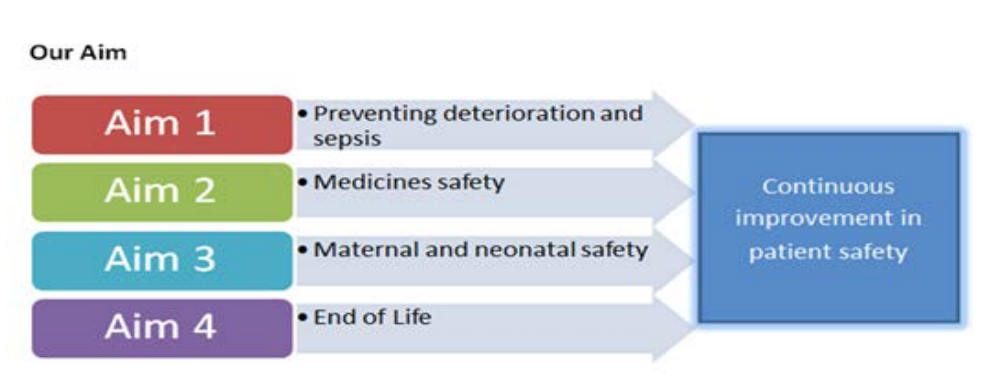 Our Aim
Aim 1
• Preventing deterioration and
sepsis
Aim 2
• Medicines safety
Aim 3
• Maternal and neonatal safety
Aim 4
• End of Life
Continuous
improvement in
patient safety